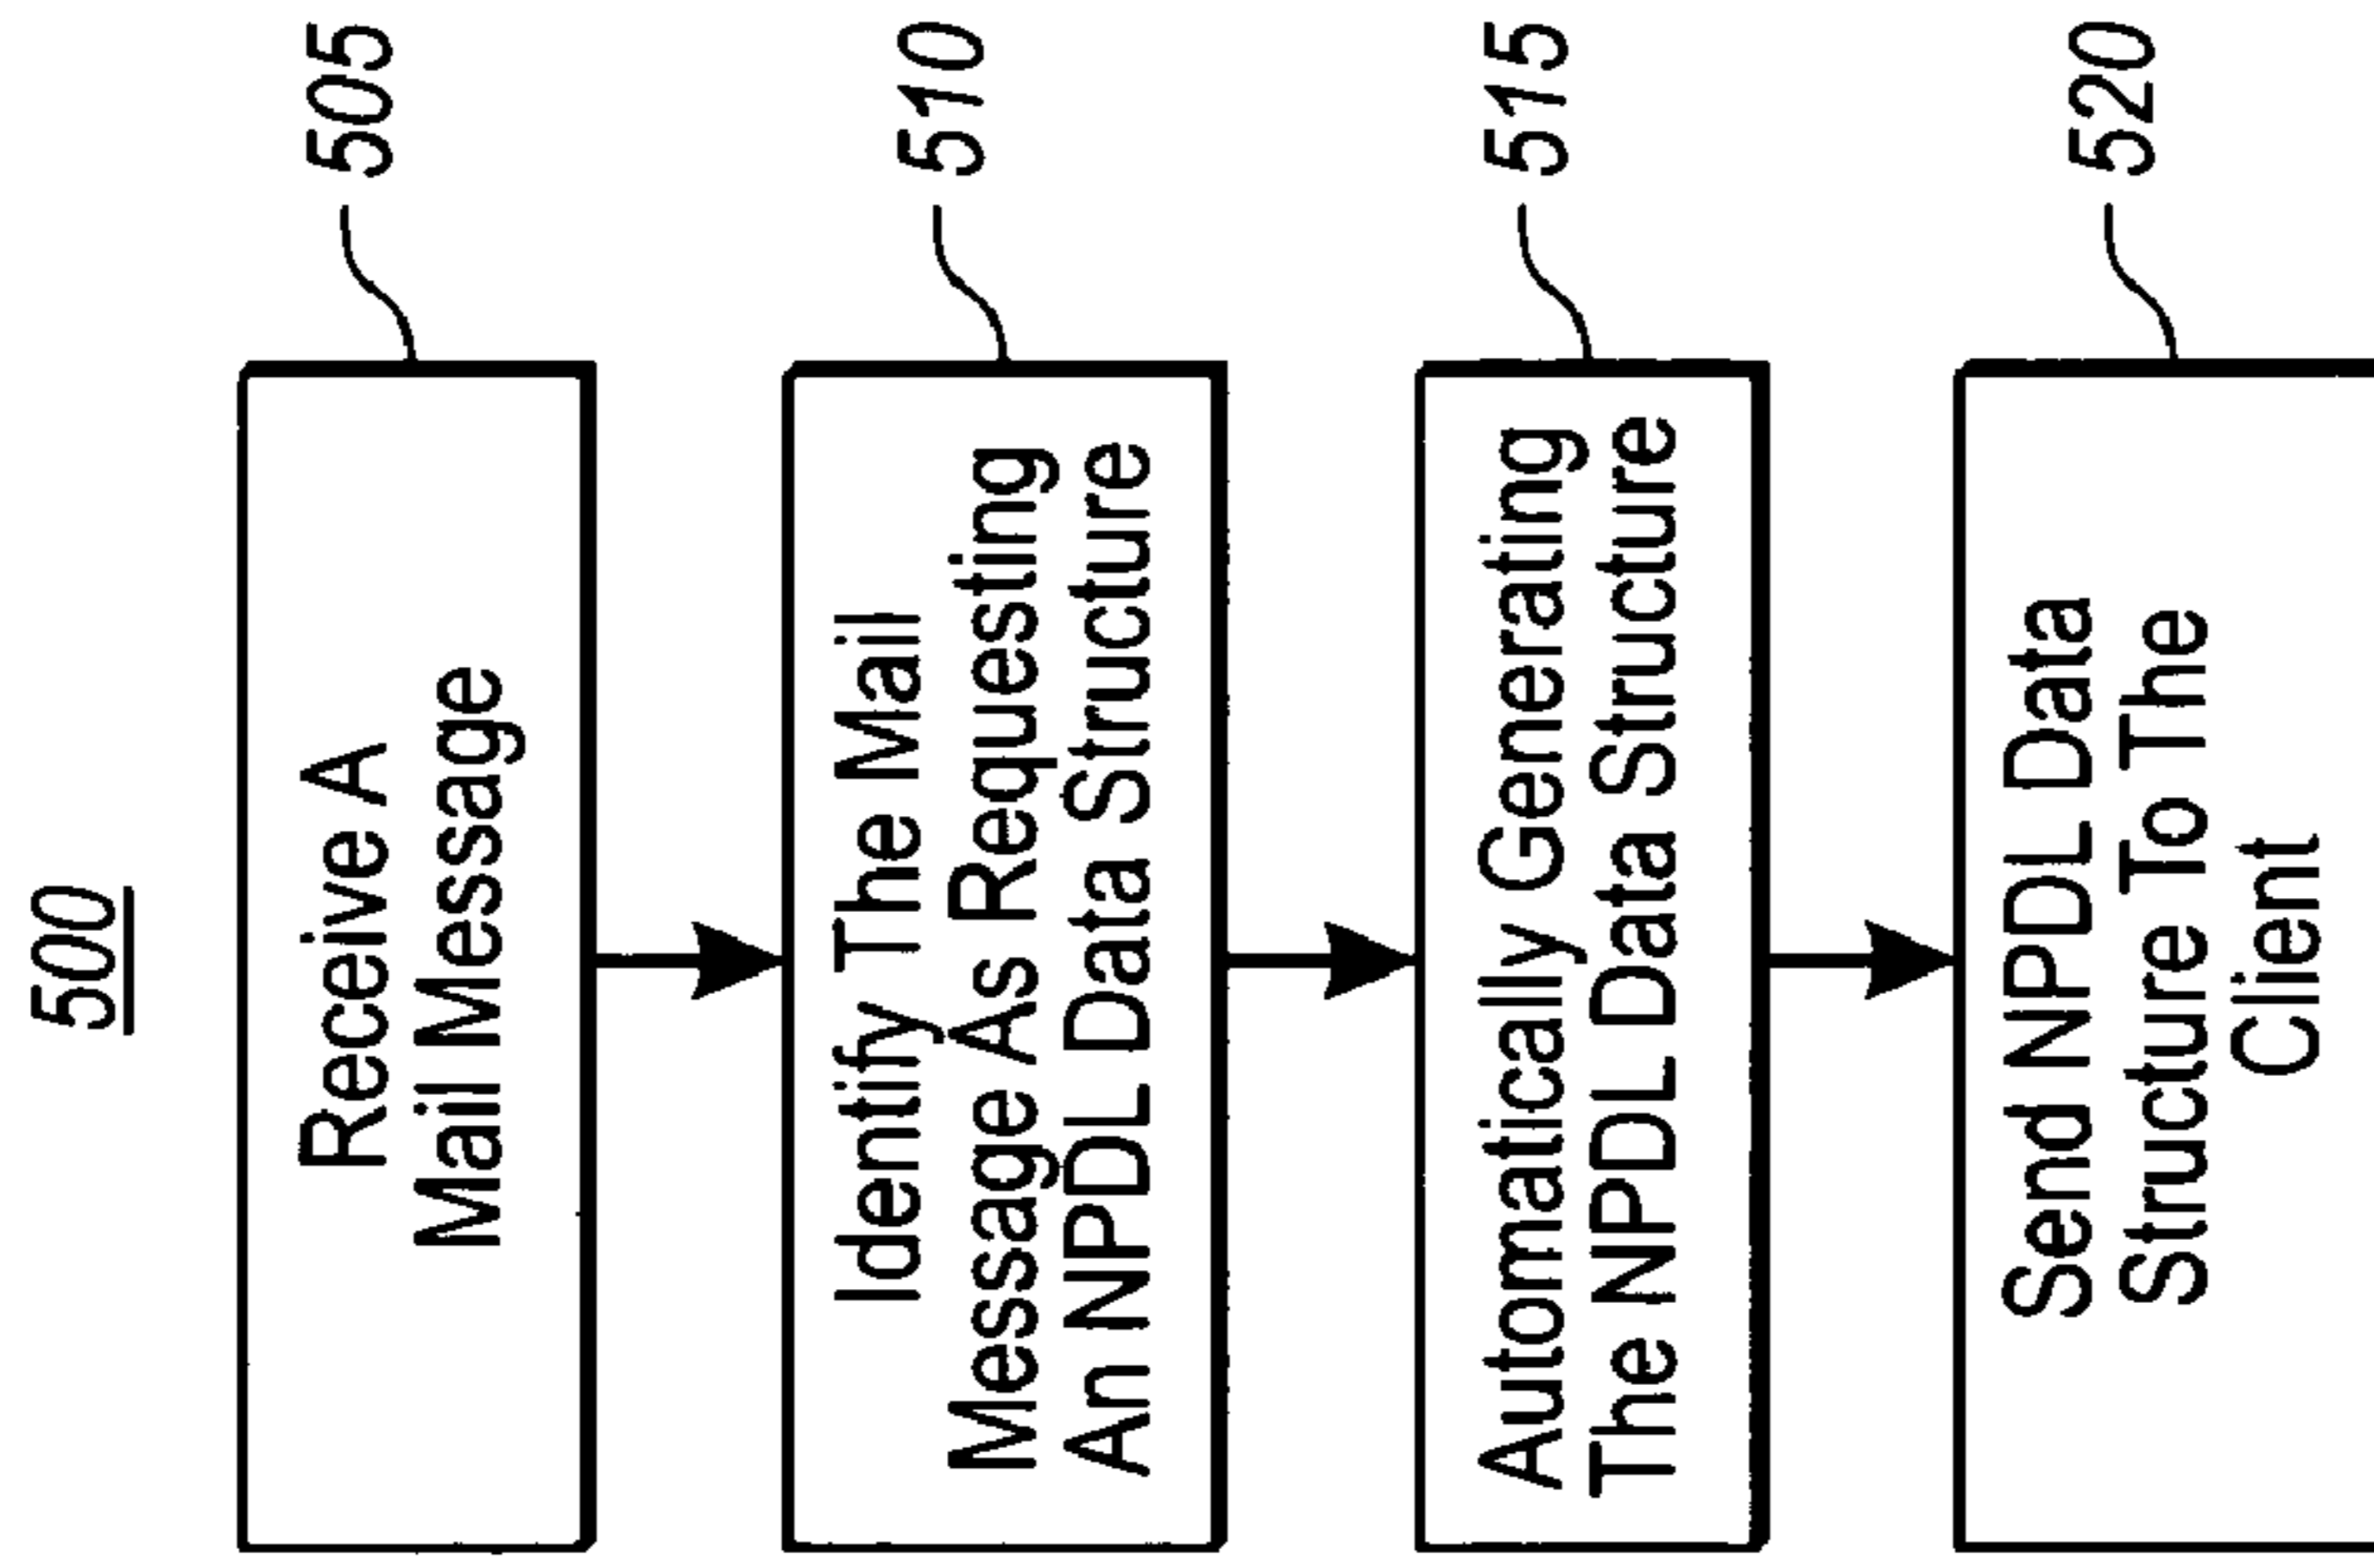 500
Receive A
Mail Message
505
Identify The Mail
Message As Requesting
An NPDL Data Structure
510
Automatically Generating
The NPDL Data Structure
515
Send NPDL Data
Structure To The
Client
520